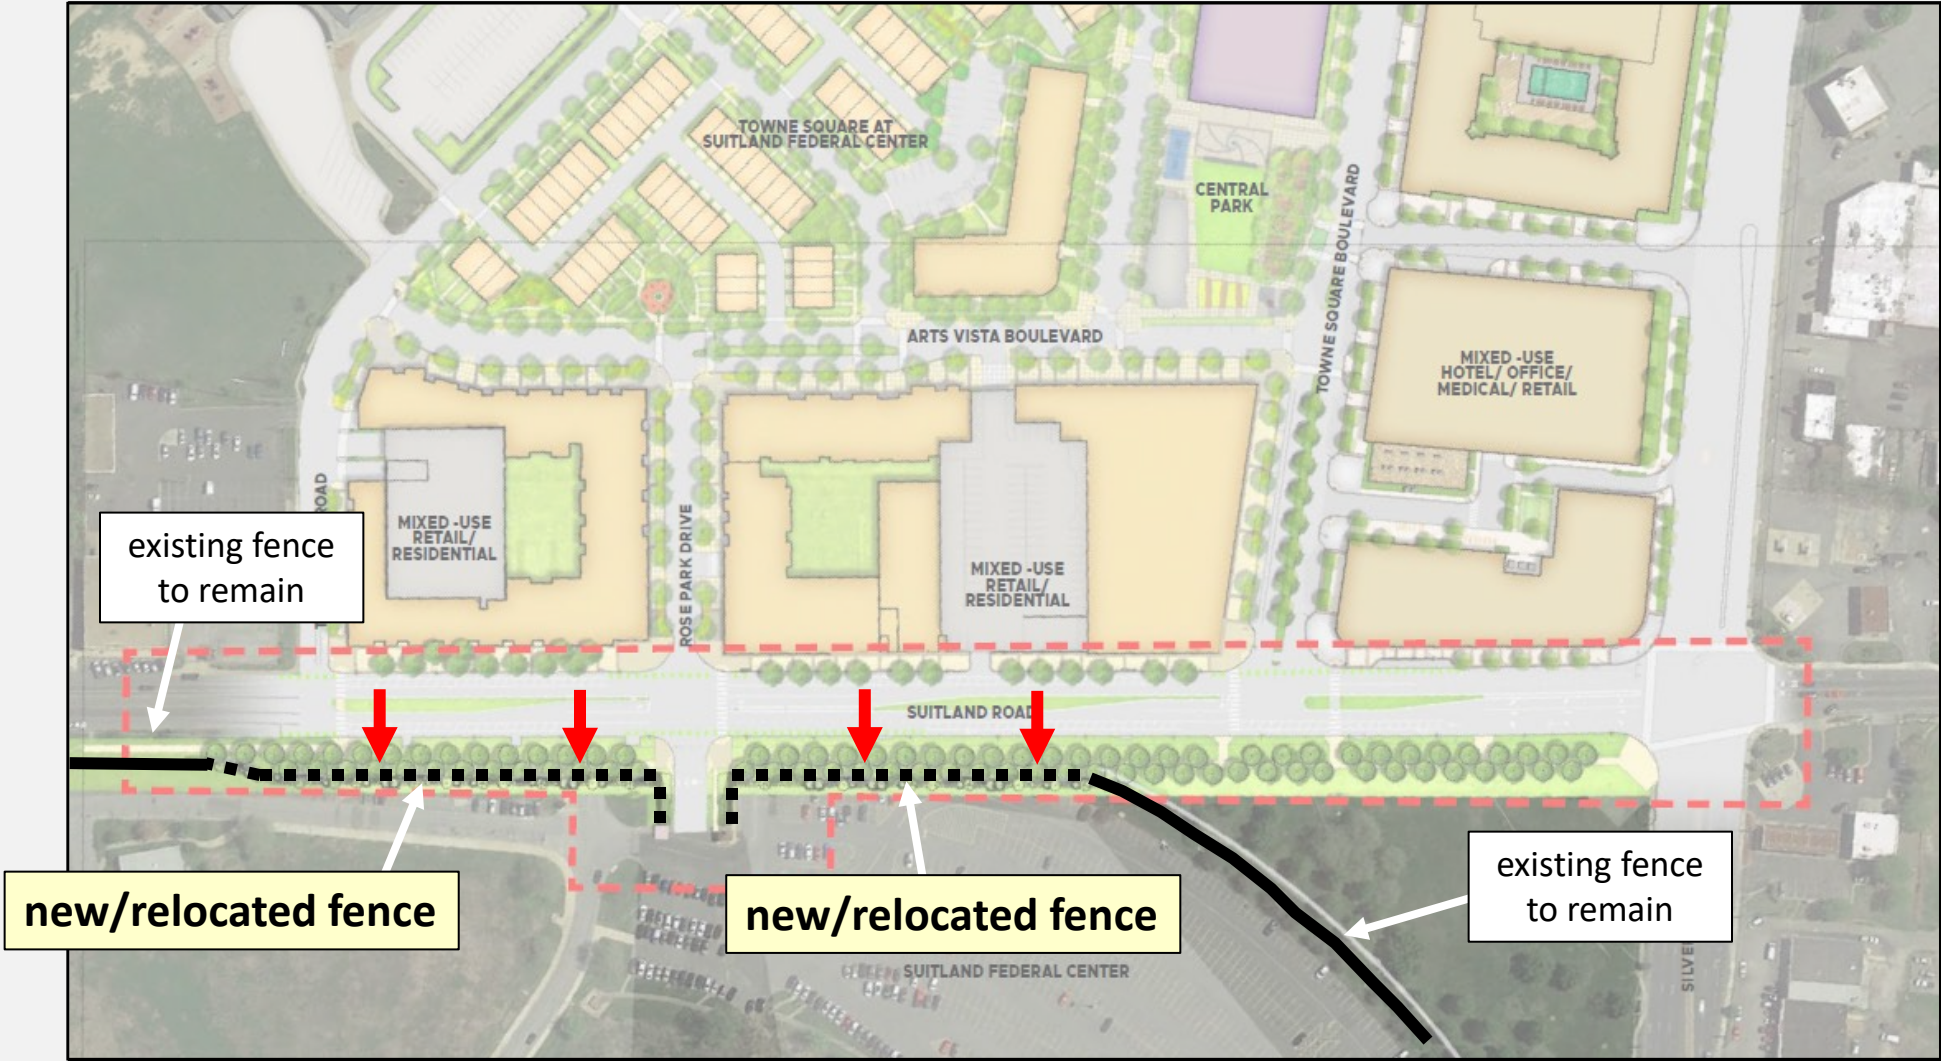 TOWNE SQUARE AT
SUITLAND FEDERAL CENTER
CENTRAL
PARK
TOWNE SQUARE BOULEVARD
ARTS VISTA BOULEVARD
MIXED -USE
HOTEL/ OFFICE/
MEDICAL/ RETAIL
ROAD
MIXED -USE
RETAIL/
RESIDENTIAL
ROSE PARK DRIVE
MIXED -USE
RETAIL/
RESIDENTIAL
existing fence
to remain
SUITLAND ROAD
new/relocated fence
new/relocated fence
existing fence
to remain
SUITLAND FEDERAL CENTER